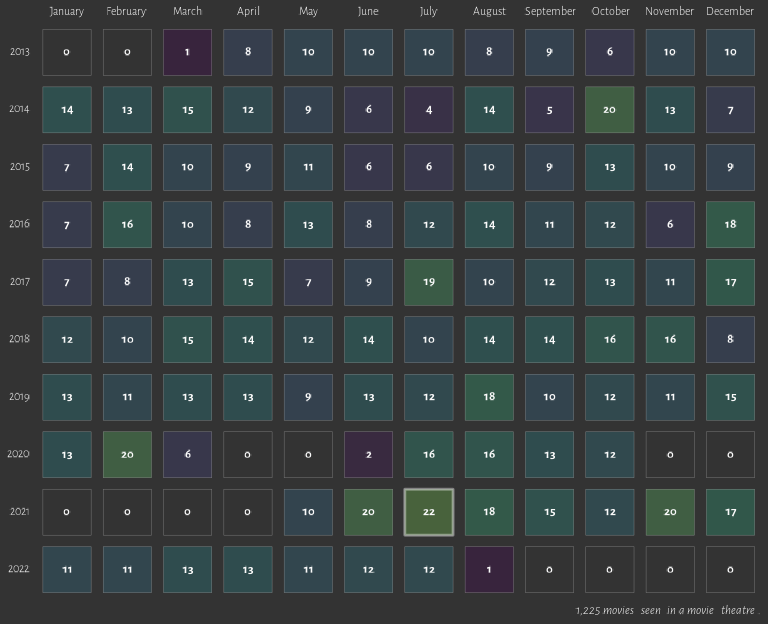 January February March April May June July August September October November December
2013 0 0 1 8 10 10 10 8 9 6 10 10
2014 14 13 15 12 9 6 4 14 5 20 13 7
2015 7 14 10 9 11 6 6 10 9 13 10 9
2016 7 16 10 8 13 8 12 14 11 12 6 18
2017 7 8 13 15 7 9 19 10 12 13 11 17
2018 12 10 15 14 12 14 10 14 14 16 16 8
2019 13 11 13 13 9 13 12 18 10 12 11 15
2020 13 20 6 0 0 2 16 16 13 12 0 0
2021 0 0 0 0 10 20 22 18 15 12 20 17
2022 11 11 13 13 11 12 12 1 0 0 0 0
1,225 movies seen in a movie theatre .